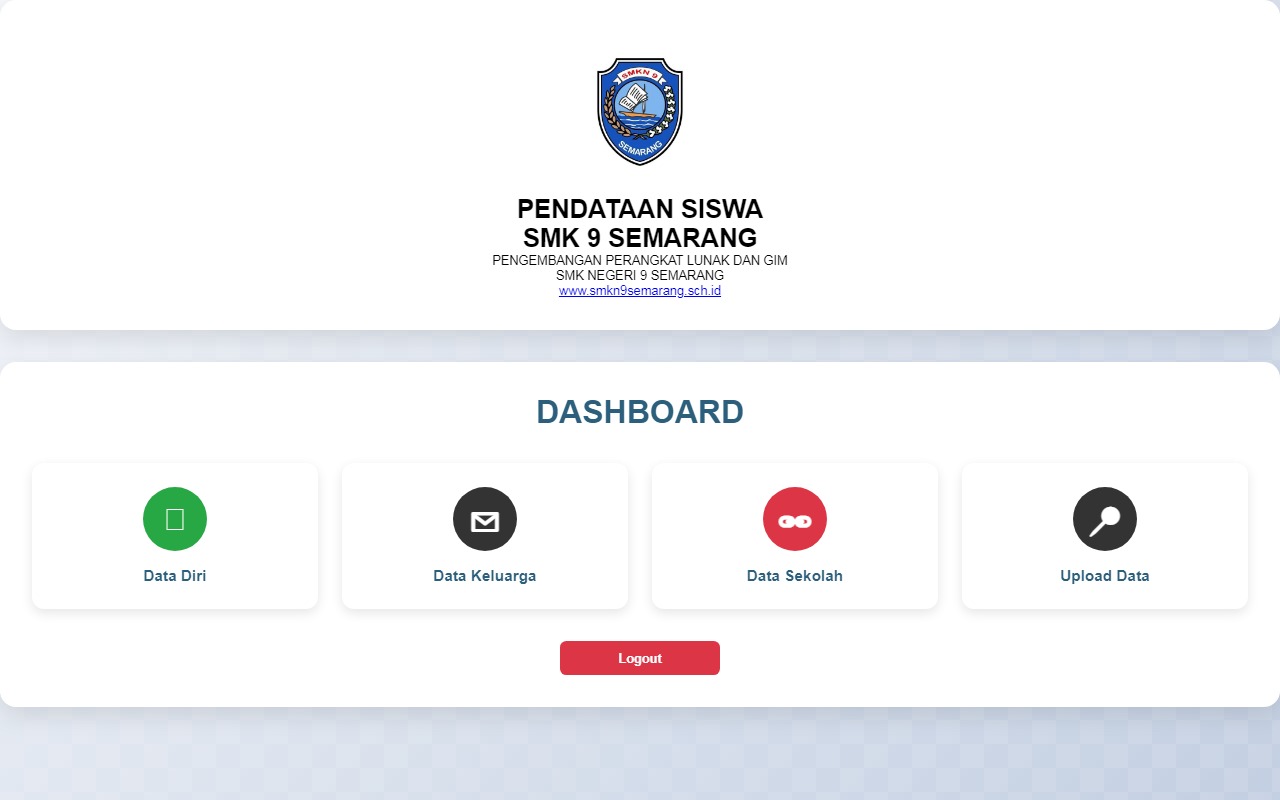 SMKN 9
SEMARANG
PENDATAAN SISWA
SMK 9 SEMARANG
PENGEMBANGAN PERANGKAT LUNAK DAN GIM
SMK NEGERI 9 SEMARANG
www.smkn9semarang.sch.id
DASHBOARD
Data Diri
Data Keluarga
Data Sekolah
Upload Data
Logout